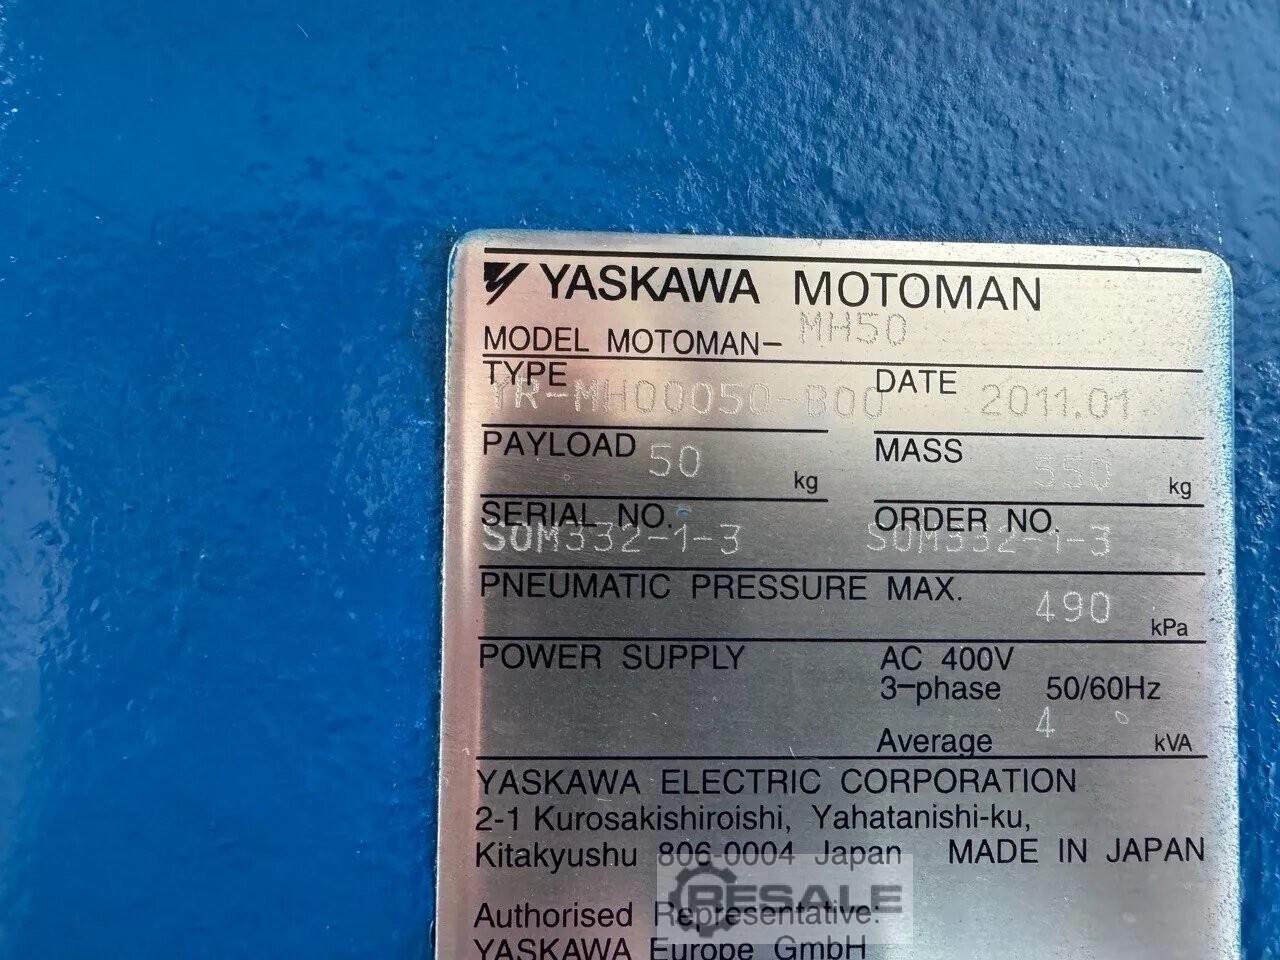 YASKAWA MOTOMAN
MODEL MOTOMAN- MH50
TYPE YR-MH00050-B00 DATE 2011.01
PAYLOAD 50 kg MASS 550 kg
SERIAL NO. S0M332-1-3 ORDER NO. S0M332-1-3
PNEUMATIC PRESSURE MAX. 490 kPa
POWER SUPPLY AC 400V
3-phase 50/60Hz
Average 4 kVA
YASKAWA ELECTRIC CORPORATION
2-1 Kurosakishiroishi, Yahatanishi-ku,
Kitakyushu 806-0004 Japan MADE IN JAPAN
RESALE
Authorised Representative:
YASKAWA Europe GmbH